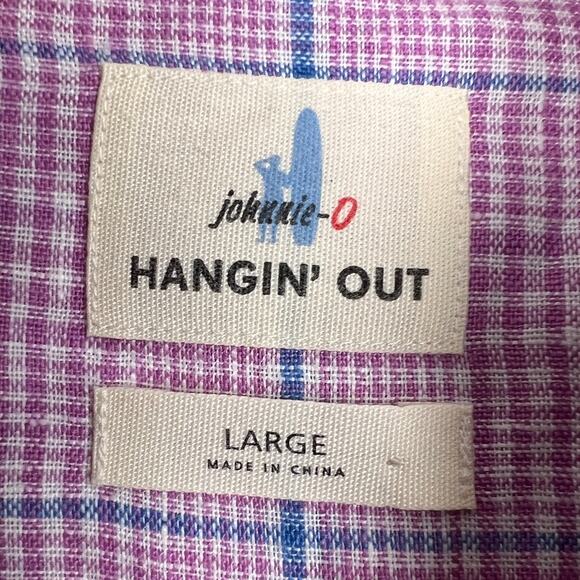 johnnie-O
HANGIN' OUT
LARGE
MADE IN CHINA